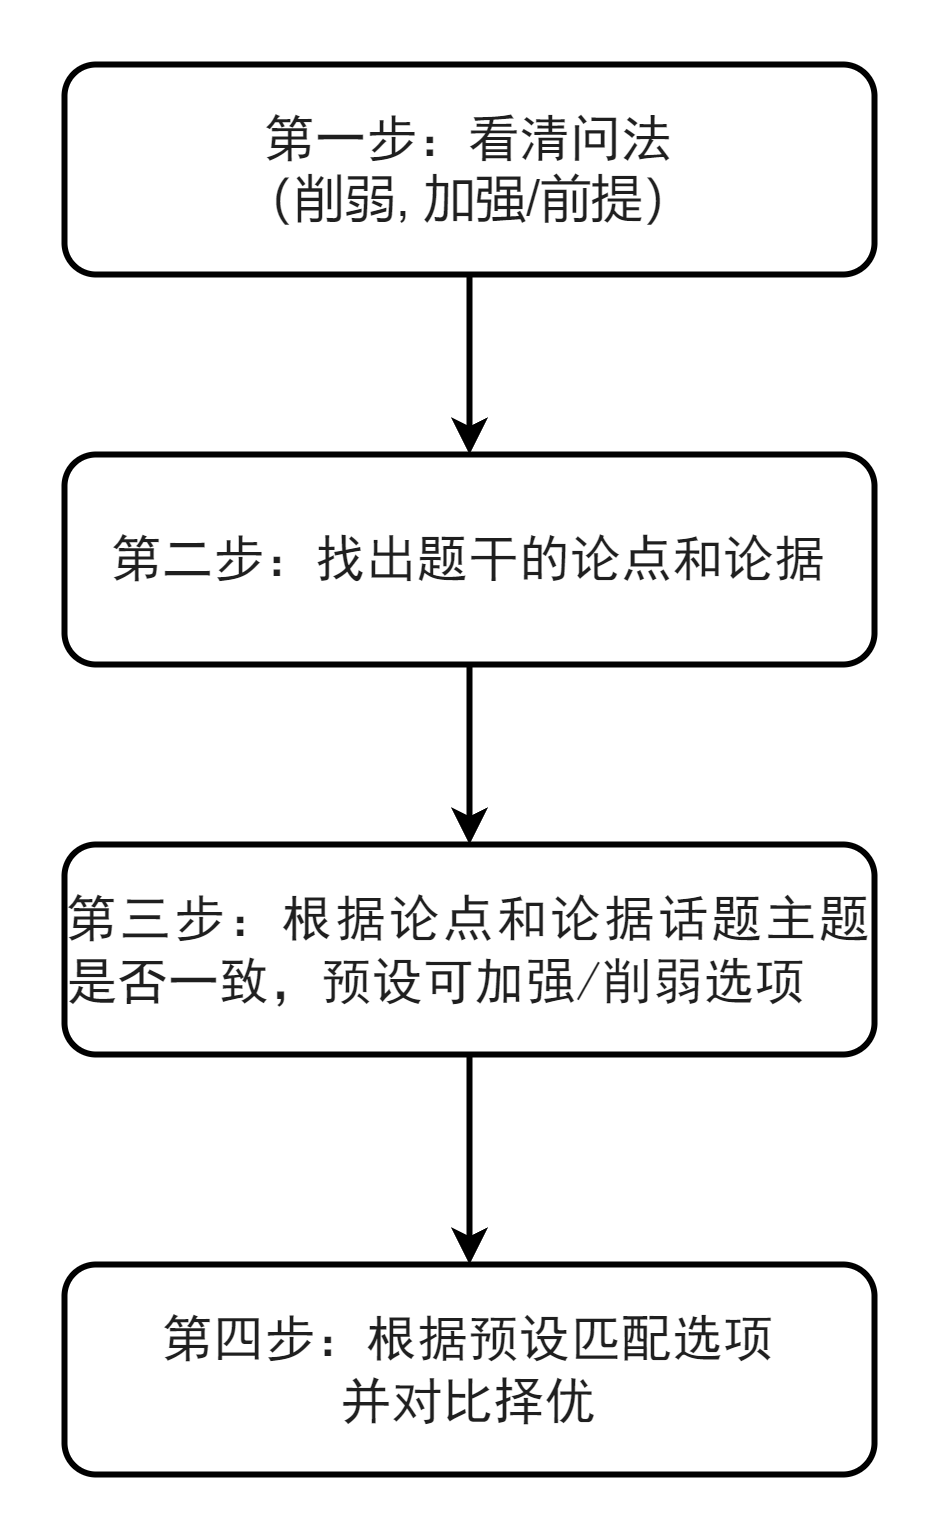 第一步：看清问法
（削弱, 加强/前提）
第二步：找出题干的论点和论据
第三步：根据论点和论据话题主题
是否一致，预设可加强/削弱选项
第四步：根据预设匹配选项
并对比择优